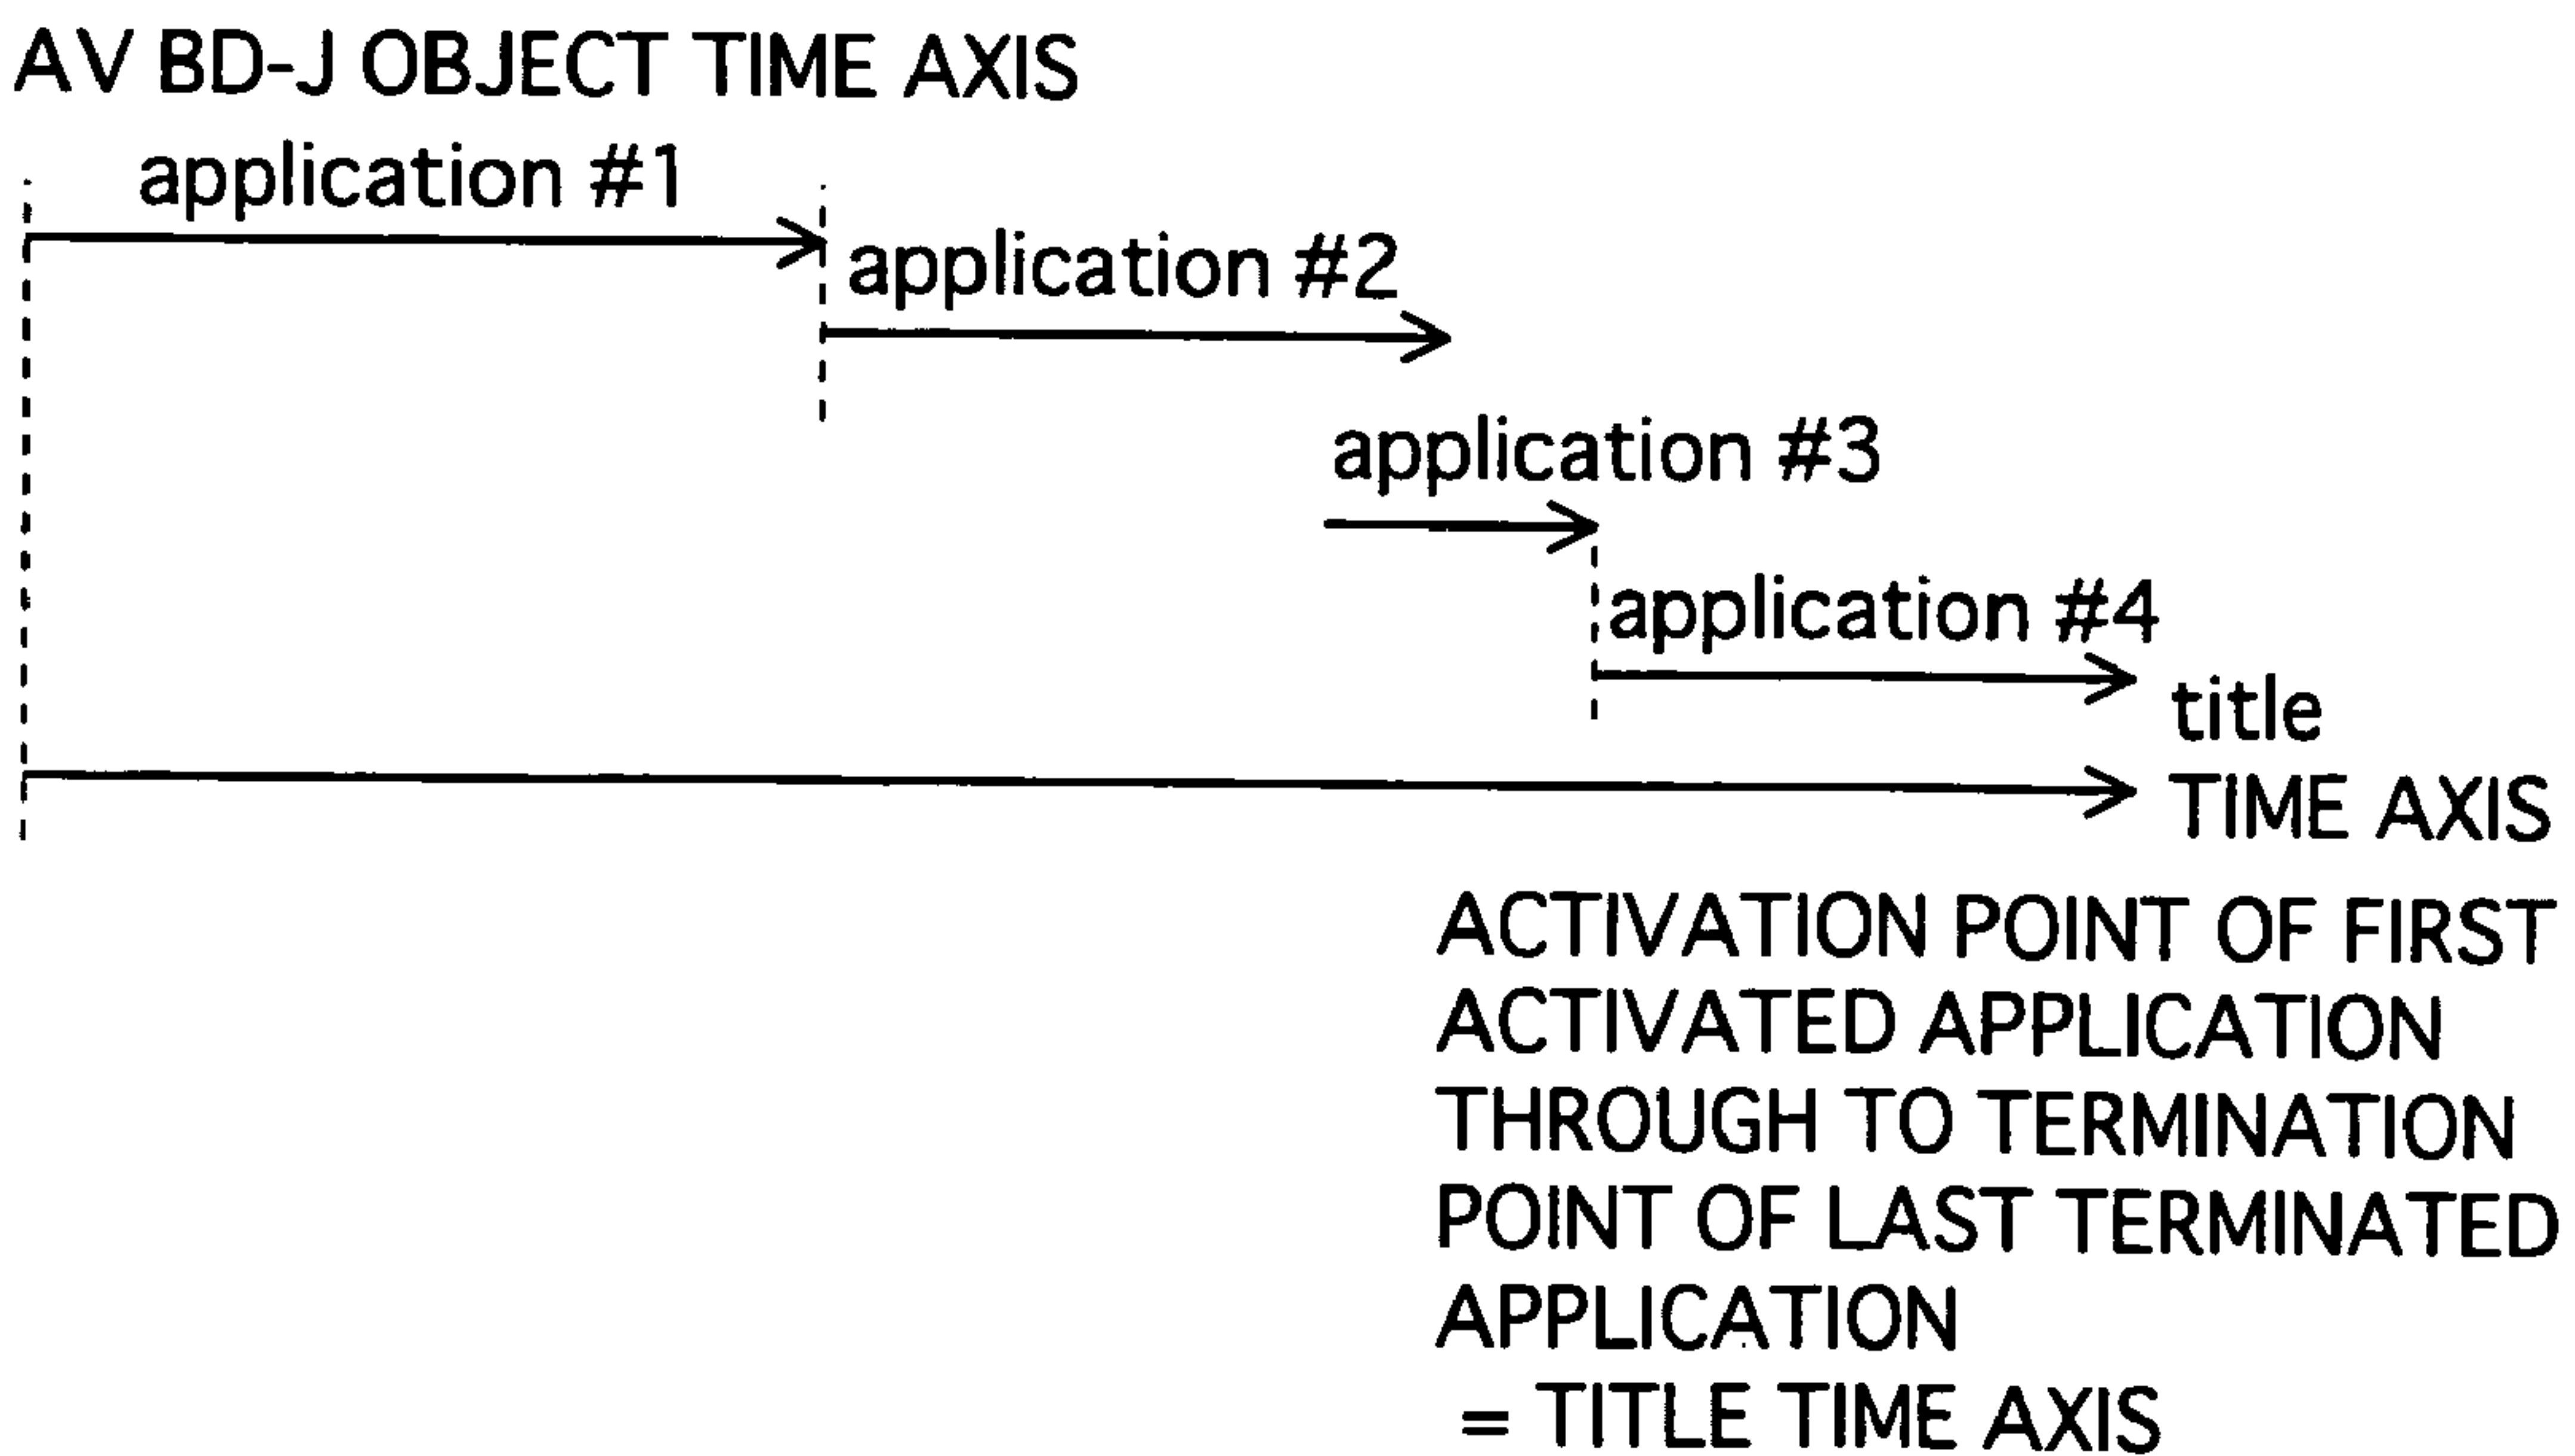 AV BD-J OBJECT TIME AXIS
application #1
application #2
application #3
application #4
title
TIME AXIS
ACTIVATION POINT OF FIRST
ACTIVATED APPLICATION
THROUGH TO TERMINATION
POINT OF LAST TERMINATED
APPLICATION
= TITLE TIME AXIS